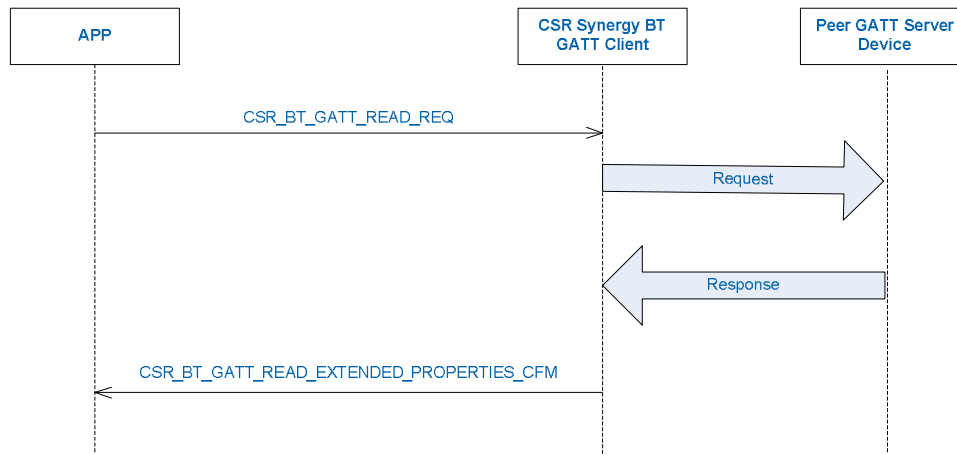 APP
CSR Synergy BT
GATT Client
Peer GATT Server
Device
CSR_BT_GATT_READ_REQ
Request
Response
CSR_BT_GATT_READ_EXTENDED_PROPERTIES_CFM